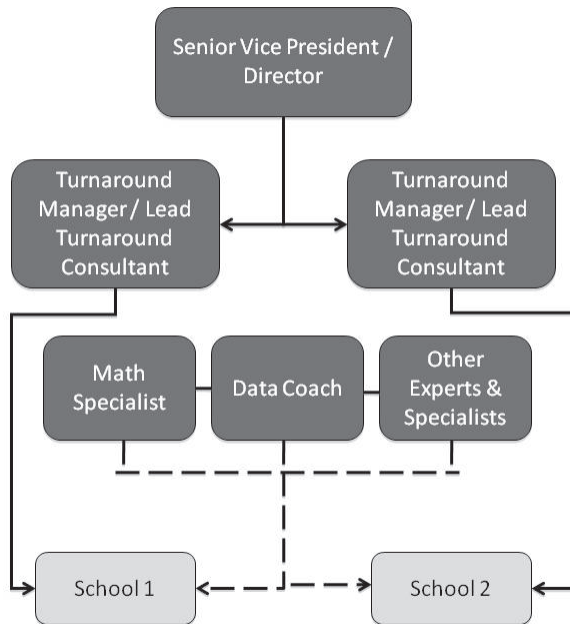 Senior Vice President /
Director
Turnaround
Manager / Lead
Turnaround
Consultant
Turnaround
Manager / Lead
Turnaround
Consultant
Math
Specialist
Data Coach
Other
Experts &
Specialists
School 1
School 2